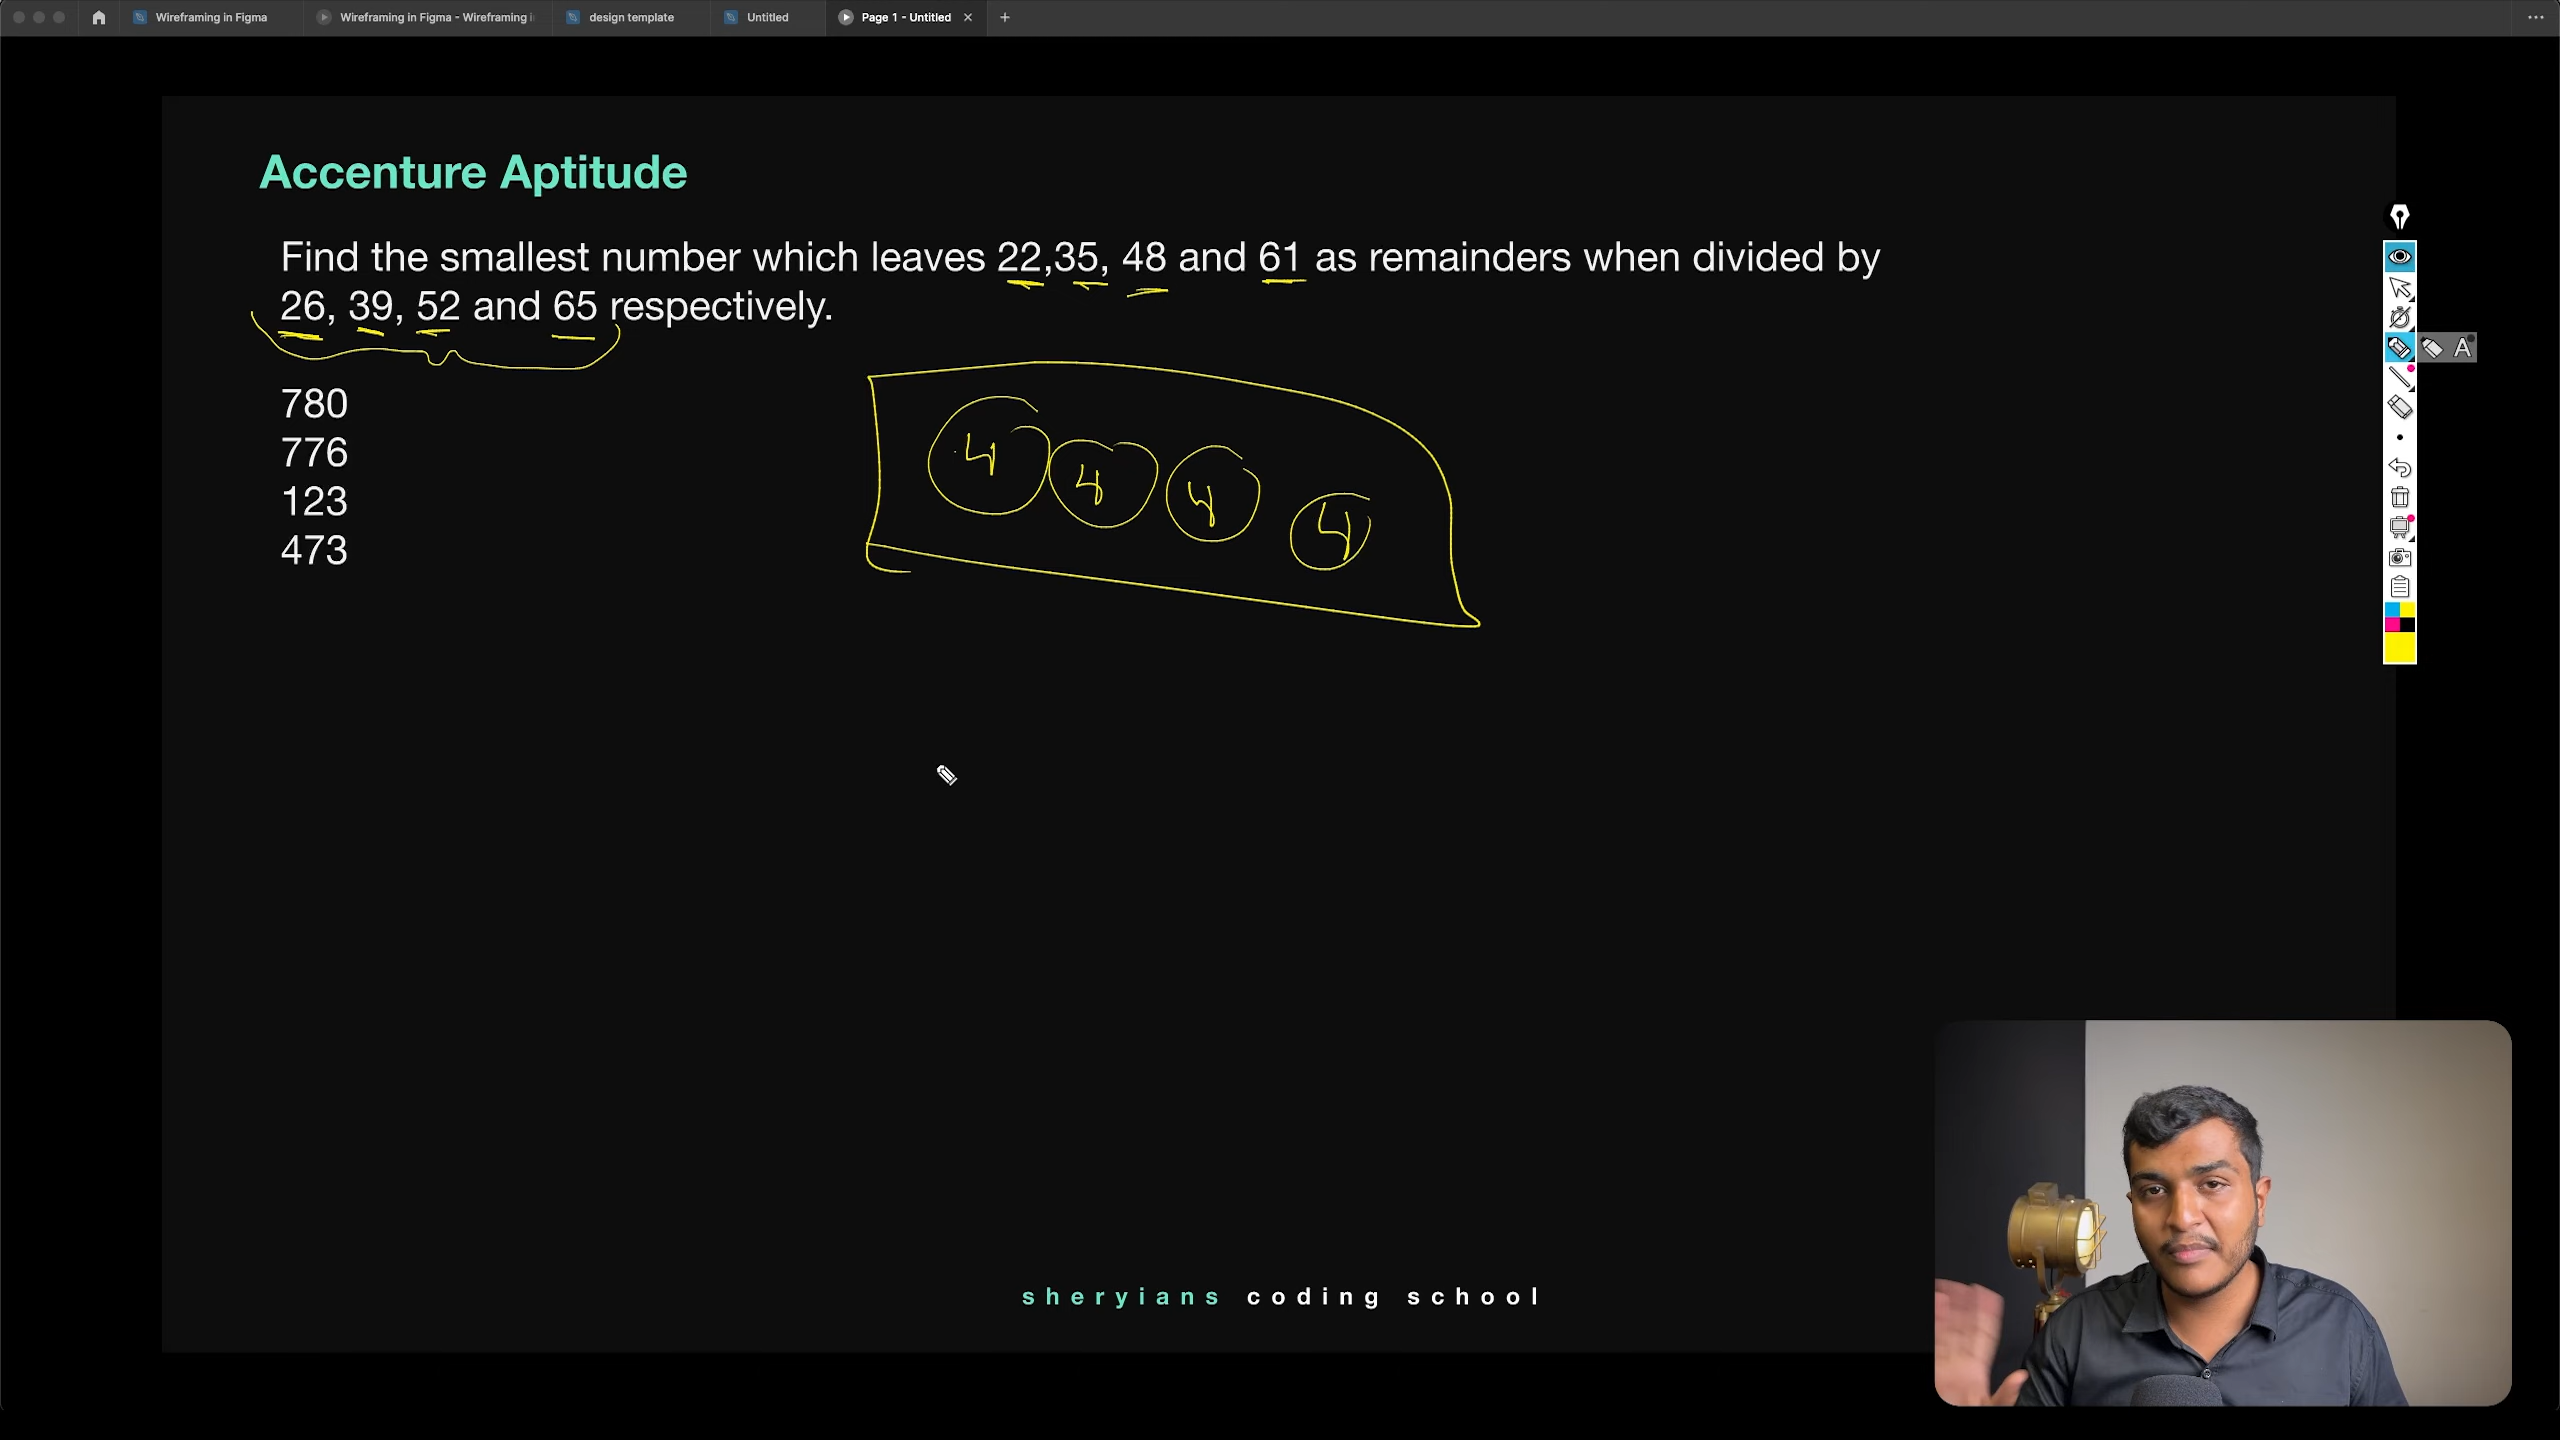 Wireframing in Figma
Wireframing in Figma - Wireframing i
design template
Untitled
Page 1 - Untitled
Accenture Aptitude
Find the smallest number which leaves 22,35, 48 and 61 as remainders when divided by
26, 39, 52 and 65 respectively.
780
776
123
473
4 4 4 4
A
sheryians coding school